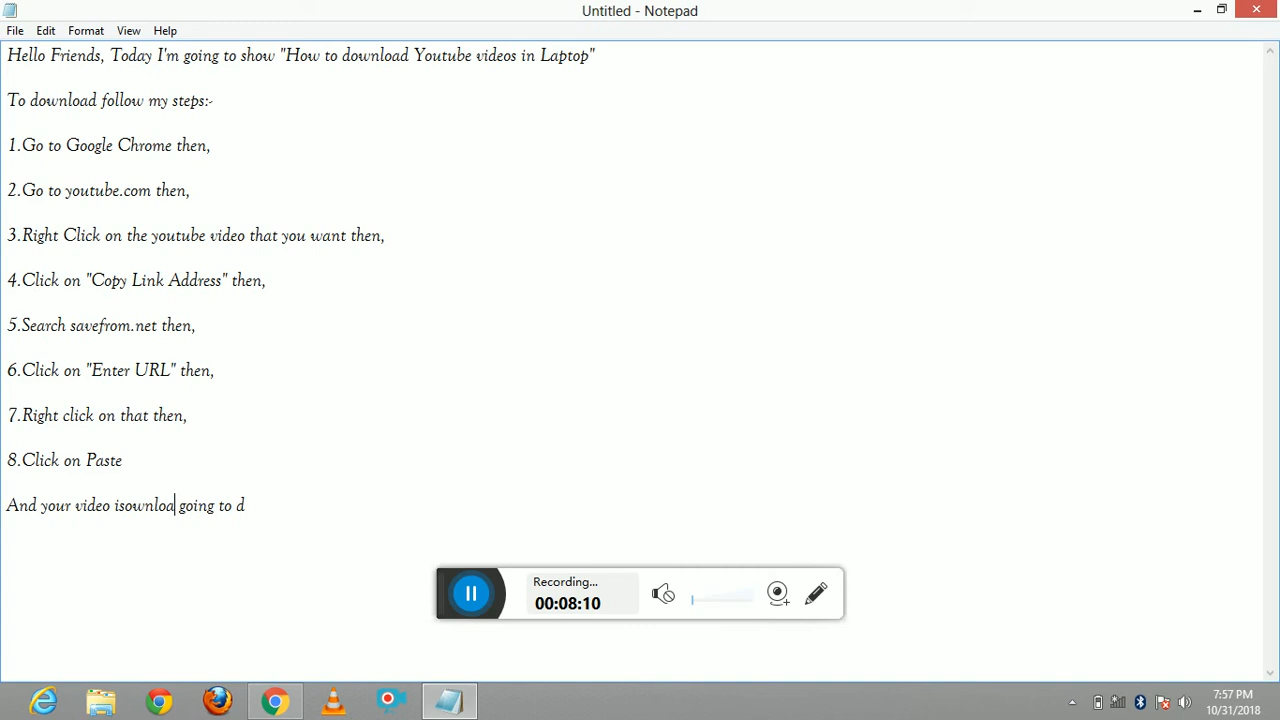 Untitled - Notepad
File Edit Format View Help
Hello Friends, Today I'm going to show "How to download Youtube videos in Laptop"
To download follow my steps:-
1.Go to Google Chrome then,
2.Go to youtube.com then,
3.Right Click on the youtube video that you want then,
4.Click on "Copy Link Address" then,
5.Search savefrom.net then,
6.Click on "Enter URL" then,
7.Right click on that then,
8.Click on Paste
And your video isownloa going to d
Recording...
00:08:10
7:57 PM
10/31/2018